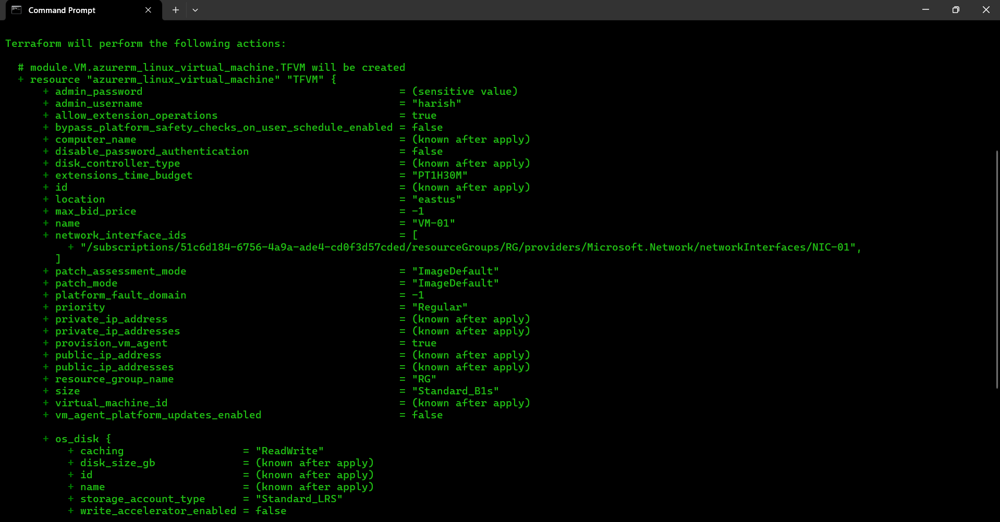 Command Prompt
Terraform will perform the following actions:
# module.VM.azurerm_linux_virtual_machine.TFVM will be created
+ resource "azurerm_linux_virtual_machine" "TFVM" {
+ admin_password = (sensitive value)
+ admin_username = "harish"
+ allow_extension_operations = true
+ bypass_platform_safety_checks_on_user_schedule_enabled = false
+ computer_name = (known after apply)
+ disable_password_authentication = false
+ disk_controller_type = (known after apply)
+ extensions_time_budget = "PT1H30M"
+ id = (known after apply)
+ location = "eastus"
+ max_bid_price = -1
+ name = "VM-01"
+ network_interface_ids = [
+ "/subscriptions/51c6d184-6756-4a9a-ade4-cd0f3d57cded/resourceGroups/RG/providers/Microsoft.Network/networkInterfaces/NIC-01",
]
+ patch_assessment_mode = "ImageDefault"
+ patch_mode = "ImageDefault"
+ platform_fault_domain = -1
+ priority = "Regular"
+ private_ip_address = (known after apply)
+ private_ip_addresses = (known after apply)
+ provision_vm_agent = true
+ public_ip_address = (known after apply)
+ public_ip_addresses = (known after apply)
+ resource_group_name = "RG"
+ size = "Standard_B1s"
+ virtual_machine_id = (known after apply)
+ vm_agent_platform_updates_enabled = false
+ os_disk {
+ caching = "ReadWrite"
+ disk_size_gb = (known after apply)
+ id = (known after apply)
+ name = (known after apply)
+ storage_account_type = "Standard_LRS"
+ write_accelerator_enabled = false